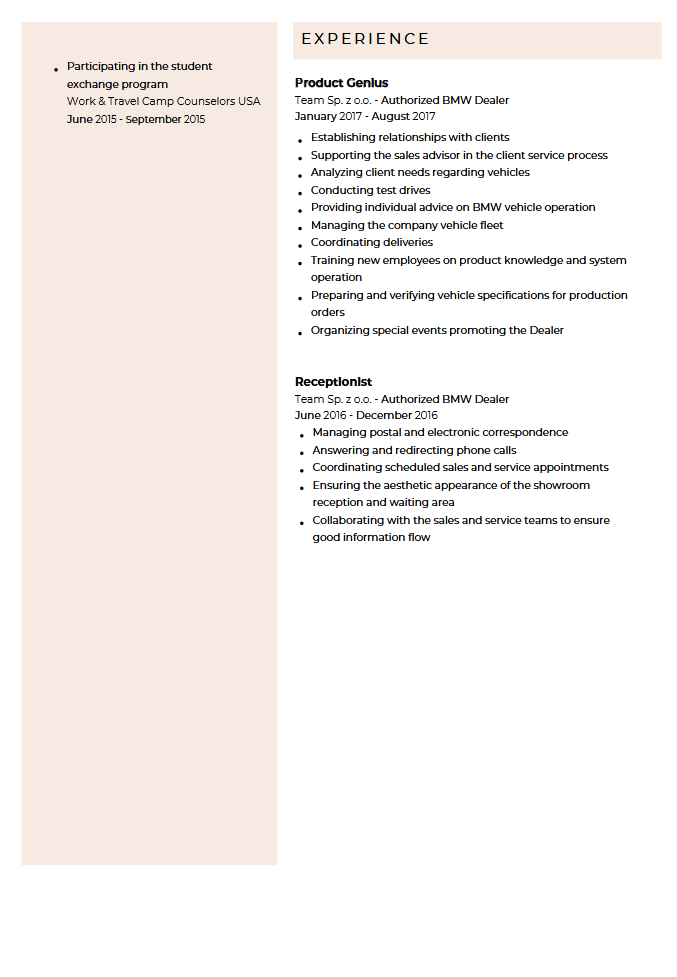 • Participating in the student
exchange program
Work & Travel Camp Counselors USA
June 2015 - September 2015
EXPERIENCE
Product Genius
Team Sp. z o.o. - Authorized BMW Dealer
January 2017 - August 2017
• Establishing relationships with clients
• Supporting the sales advisor in the client service process
• Analyzing client needs regarding vehicles
• Conducting test drives
• Providing individual advice on BMW vehicle operation
• Managing the company vehicle fleet
• Coordinating deliveries
• Training new employees on product knowledge and system
operation
• Preparing and verifying vehicle specifications for production
orders
• Organizing special events promoting the Dealer
Receptionist
Team Sp. z o.o. - Authorized BMW Dealer
June 2016 - December 2016
• Managing postal and electronic correspondence
• Answering and redirecting phone calls
• Coordinating scheduled sales and service appointments
• Ensuring the aesthetic appearance of the showroom
reception and waiting area
• Collaborating with the sales and service teams to ensure
good information flow